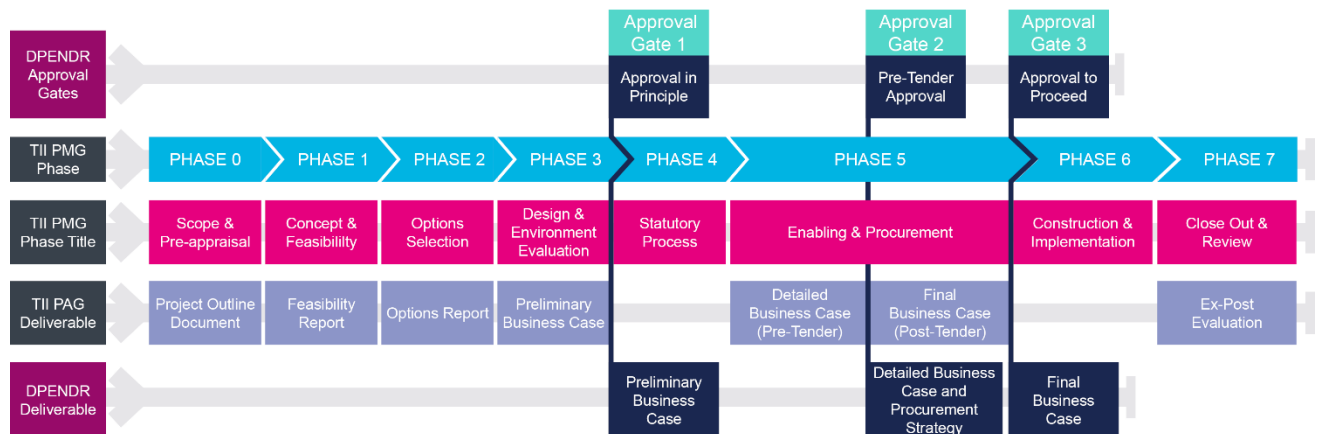 DPENDR
Approval
Gates
Approval
Gate 1
Approval in
Principle
Approval
Gate 2
Pre-Tender
Approval
Approval
Gate 3
Approval to
Proceed
TII PMG
Phase
PHASE 0
PHASE 1
PHASE 2
PHASE 3
PHASE 4
PHASE 5
PHASE 6
PHASE 7
TII PMG
Phase Title
Scope &
Pre-appraisal
Concept &
Feasibililty
Options
Selection
Design &
Environment
Evaluation
Statutory
Process
Enabling & Procurement
Construction &
Implementation
Close Out &
Review
TII PAG
Deliverable
Project Outline
Document
Feasibility
Report
Options Report
Preliminary
Business Case
Detailed
Business Case
(Pre-Tender)
Final
Business Case
(Post-Tender)
Ex-Post
Evaluation
DPENDR
Deliverable
Preliminary
Business
Case
Detailed Business
Case and
Procurement
Strategy
Final
Business
Case